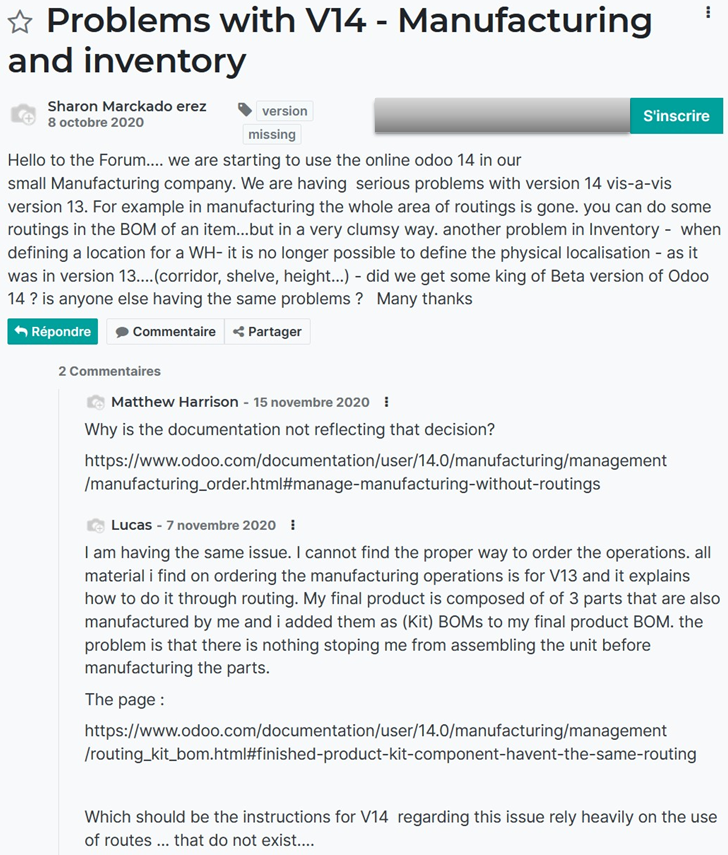 Problems with V14 - Manufacturing
and inventory
Sharon Marckado erez
8 octobre 2020
version
missing
S'inscrire
Hello to the Forum.... we are starting to use the online odoo 14 in our
small Manufacturing company. We are having  serious problems with version 14 vis-a-vis
version 13. For example in manufacturing the whole area of routings is gone. you can do some
routings in the BOM of an item...but in a very clumsy way. another problem in Inventory -  when
defining a location for a WH- it is no longer possible to define the physical localisation - as it
was in version 13....(corridor, shelve, height...) - did we get some king of Beta version of Odoo
14 ? is anyone else having the same problems ?   Many thanks
Répondre
Commentaire
Partager
2 Commentaires
Matthew Harrison - 15 novembre 2020
Why is the documentation not reflecting that decision?
https://www.odoo.com/documentation/user/14.0/manufacturing/management
/manufacturing_order.html#manage-manufacturing-without-routings
Lucas - 7 novembre 2020
I am having the same issue. I cannot find the proper way to order the operations. all
material i find on ordering the manufacturing operations is for V13 and it explains
how to do it through routing. My final product is composed of of 3 parts that are also
manufactured by me and i added them as (Kit) BOMs to my final product BOM. the
problem is that there is nothing stoping me from assembling the unit before
manufacturing the parts.
The page :
https://www.odoo.com/documentation/user/14.0/manufacturing/management
/routing_kit_bom.html#finished-product-kit-component-havent-the-same-routing
Which should be the instructions for V14  regarding this issue rely heavily on the use
of routes ... that do not exist....